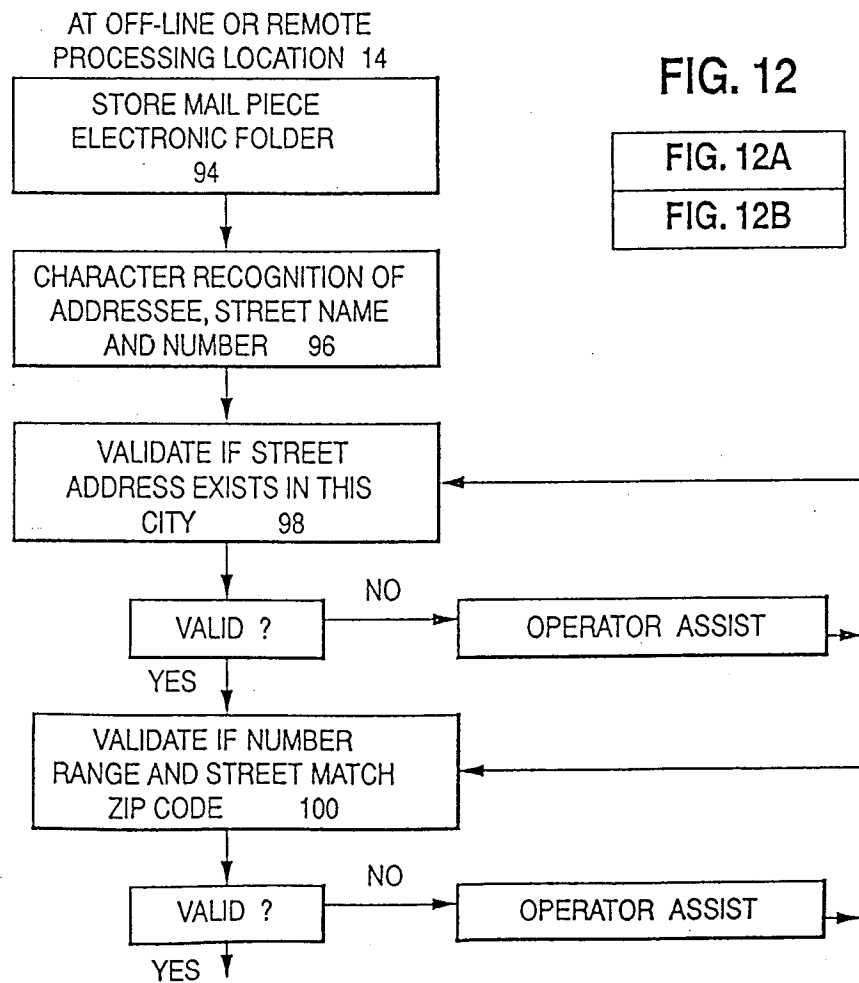 AT OFF-LINE OR REMOTE
PROCESSING LOCATION 14
FIG. 12
FIG. 12A
FIG. 12B
STORE MAIL PIECE
ELECTRONIC FOLDER
94
CHARACTER RECOGNITION OF
ADDRESSEE, STREET NAME
AND NUMBER 96
VALIDATE IF STREET
ADDRESS EXISTS IN THIS
CITY 98
VALID ?
NO
OPERATOR ASSIST
YES
VALIDATE IF NUMBER
RANGE AND STREET MATCH
ZIP CODE 100
VALID ?
NO
OPERATOR ASSIST
YES